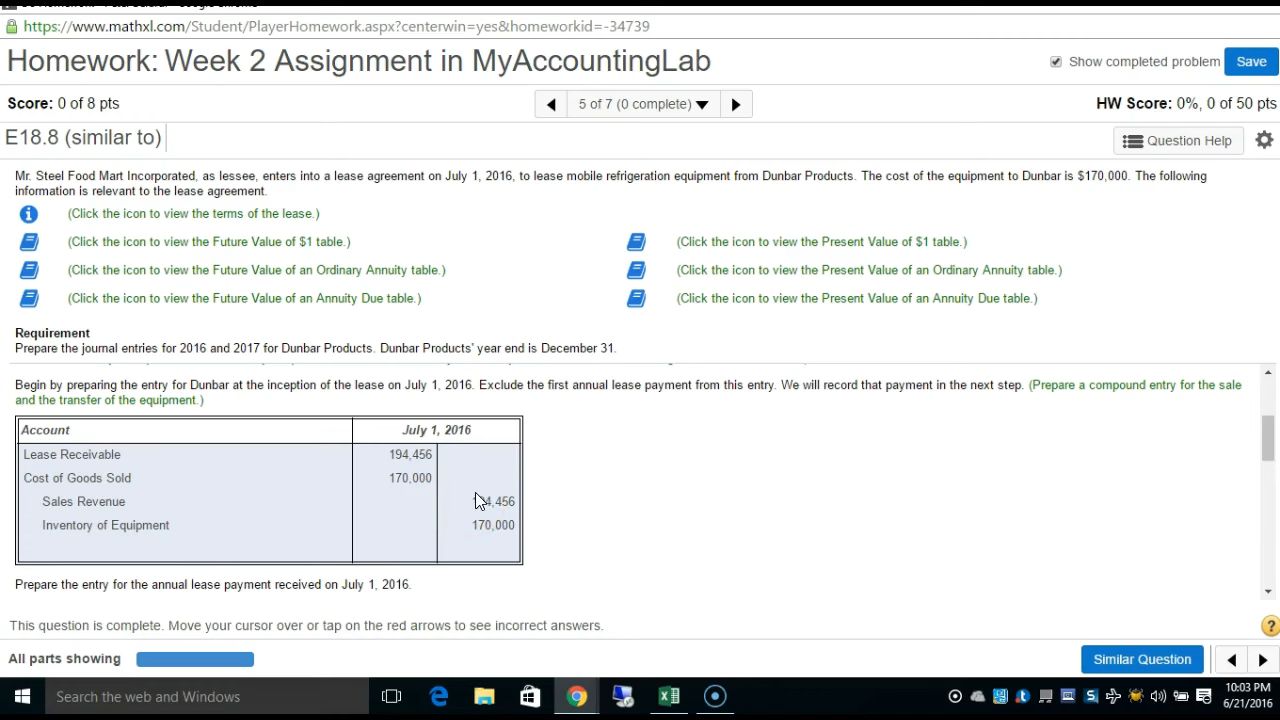 https://www.mathxl.com/Student/PlayerHomework.aspx?centerwin=yes&homeworkid=-34739
Homework: Week 2 Assignment in MyAccountingLab
Show completed problem
Save
Score: 0 of 8 pts
5 of 7 (0 complete)
HW Score: 0%, 0 of 50 pts
E18.8 (similar to)
Question Help
Mr. Steel Food Mart Incorporated, as lessee, enters into a lease agreement on July 1, 2016, to lease mobile refrigeration equipment from Dunbar Products. The cost of the equipment to Dunbar is $170,000. The following
information is relevant to the lease agreement.
(Click the icon to view the terms of the lease.)
(Click the icon to view the Future Value of $1 table.)
(Click the icon to view the Present Value of $1 table.)
(Click the icon to view the Future Value of an Ordinary Annuity table.)
(Click the icon to view the Present Value of an Ordinary Annuity table.)
(Click the icon to view the Future Value of an Annuity Due table.)
(Click the icon to view the Present Value of an Annuity Due table.)
Requirement
Prepare the journal entries for 2016 and 2017 for Dunbar Products. Dunbar Products' year end is December 31.
Begin by preparing the entry for Dunbar at the inception of the lease on July 1, 2016. Exclude the first annual lease payment from this entry. We will record that payment in the next step. (Prepare a compound entry for the sale
and the transfer of the equipment.)
Account July 1, 2016
Lease Receivable 194,456
Cost of Goods Sold 170,000
Sales Revenue
Inventory of Equipment 170,000
Prepare the entry for the annual lease payment received on July 1, 2016.
This question is complete. Move your cursor over or tap on the red arrows to see incorrect answers.
?
All parts showing
Similar Question
Search the web and Windows
10:03 PM
6/21/2016